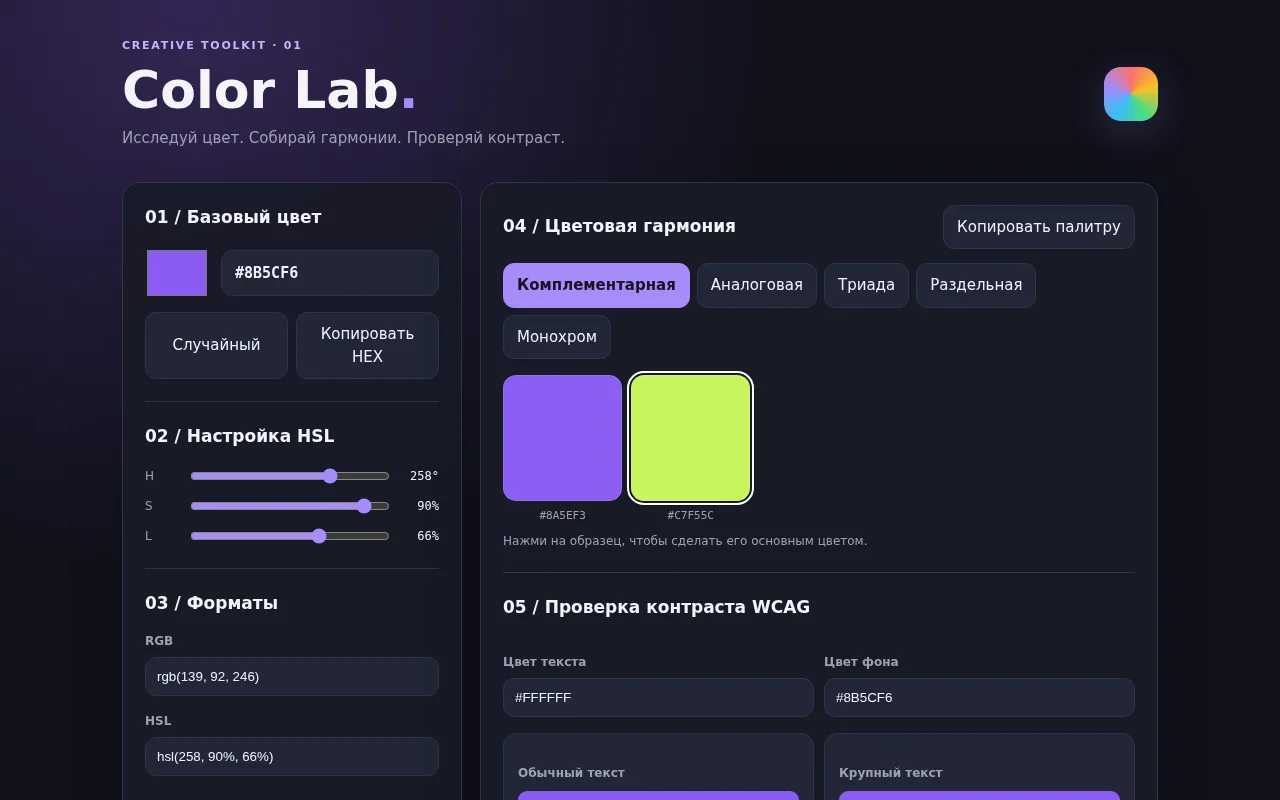 CREATIVE TOOLKIT · 01
Color Lab.
Исследуй цвет. Собирай гармонии. Проверяй контраст.
01 / Базовый цвет
#8B5CF6
Случайный
Копировать
HEX
02 / Настройка HSL
H 258°
S 90%
L 66%
03 / Форматы
RGB
rgb(139, 92, 246)
HSL
hsl(258, 90%, 66%)
04 / Цветовая гармония
Копировать палитру
Комплементарная Аналоговая Триада Раздельная
Монохром
#8A5EF3 #C7F55C
Нажми на образец, чтобы сделать его основным цветом.
05 / Проверка контраста WCAG
Цвет текста Цвет фона
#FFFFFF #8B5CF6
Обычный текст Крупный текст